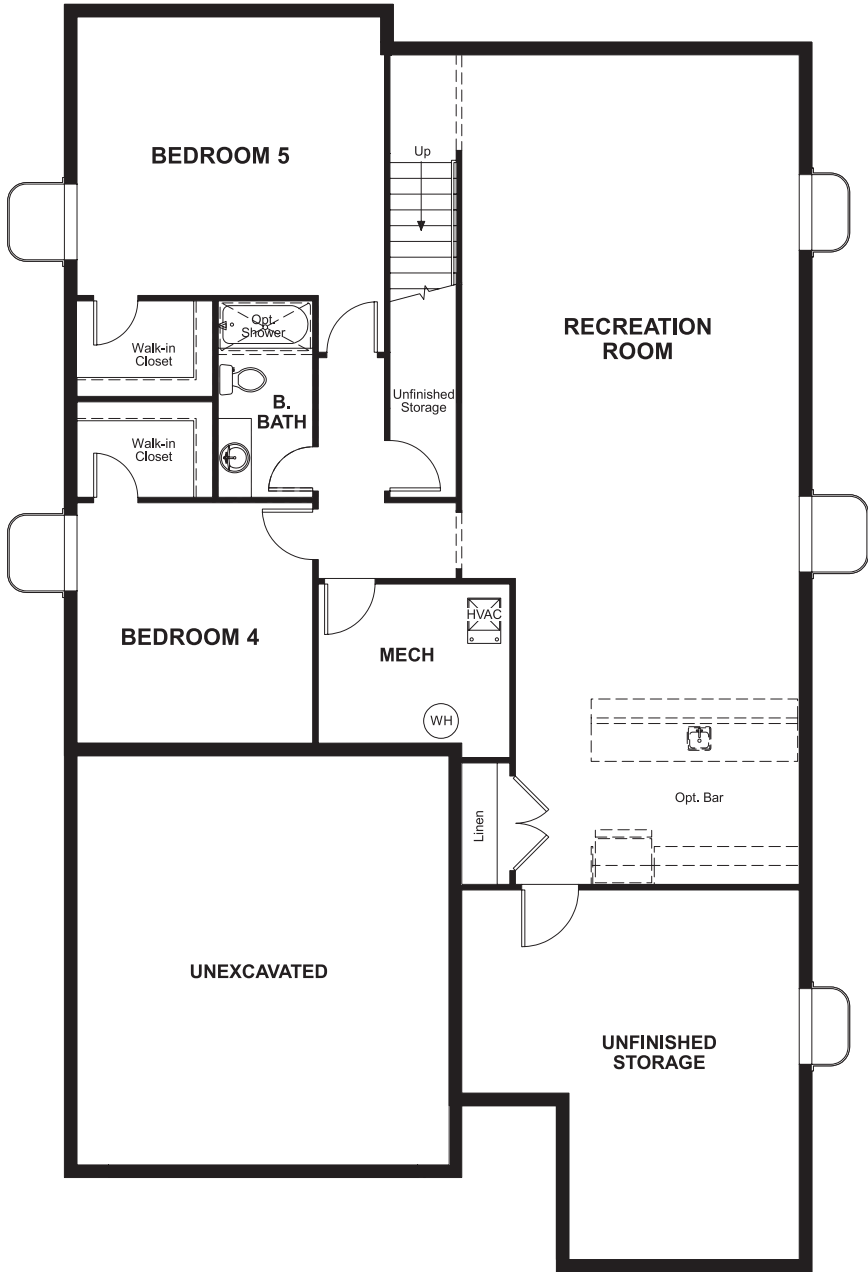 BEDROOM 5
Up
RECREATION
ROOM
Opt.
Shower
Walk-in
Closet
B.
BATH
Unfinished
Storage
Walk-in
Closet
BEDROOM 4
MECH
HVAC
WH
Opt. Bar
Linen
UNEXCAVATED
UNFINISHED
STORAGE